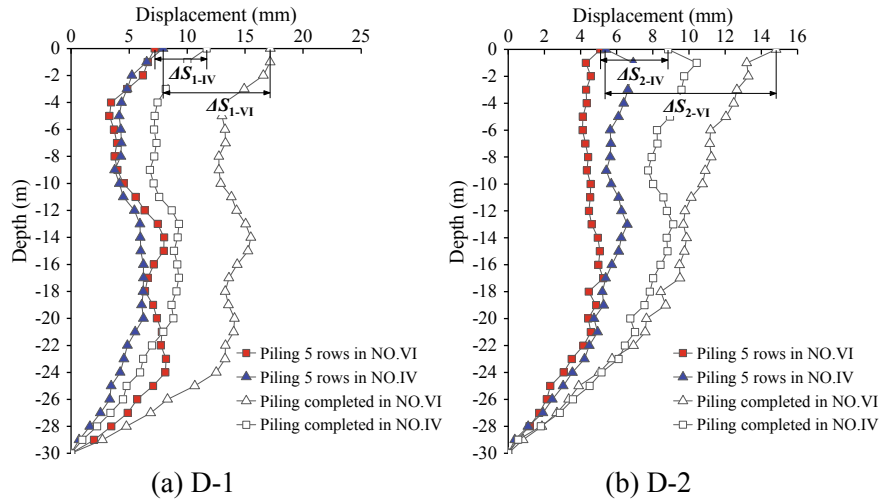 Displacement (mm)
0 5 10 15 20 25
0
-2
-4
-6
-8
-10
-12
-14
-16
-18
-20
-22
-24
-26
-28
-30
Depth (m)
ΔS1-IV
ΔS1-VI
Piling 5 rows in NO.VI
Piling 5 rows in NO.IV
Piling completed in NO.VI
Piling completed in NO.IV
(a) D-1
Displacement (mm)
0 2 4 6 8 10 12 14 16
0
-2
-4
-6
-8
-10
-12
-14
-16
-18
-20
-22
-24
-26
-28
-30
Depth (m)
ΔS2-IV
ΔS2-VI
Piling 5 rows in NO.VI
Piling 5 rows in NO.IV
Piling completed in NO.VI
Piling completed in NO.IV
(b) D-2